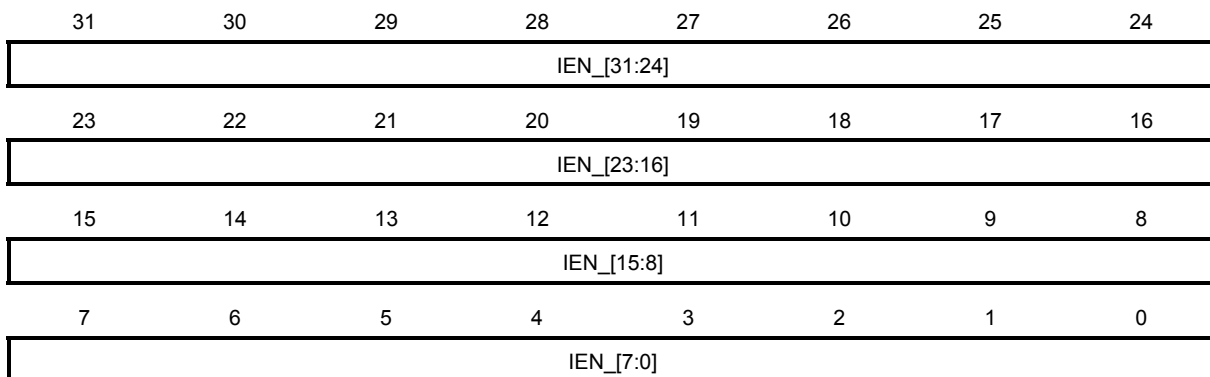 31 30 29 28 27 26 25 24
IEN_[31:24]
23 22 21 20 19 18 17 16
IEN_[23:16]
15 14 13 12 11 10 9 8
IEN_[15:8]
7 6 5 4 3 2 1 0
IEN_[7:0]